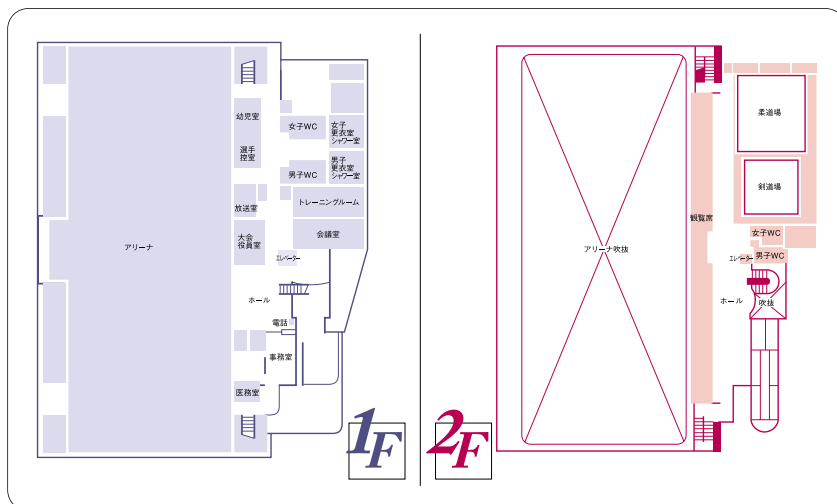 幼児室
選手
控室
女子WC
女子
更衣室
シャワー室
男子WC
男子
更衣室
シャワー室
放送室
トレーニングルーム
大会
役員室
会議室
アリーナ
エレベーター
ホール
電話
事務室
医務室
1F
柔道場
剣道場
観覧席
女子WC
アリーナ吹抜
エレベーター
男子WC
ホール
吹抜
2F